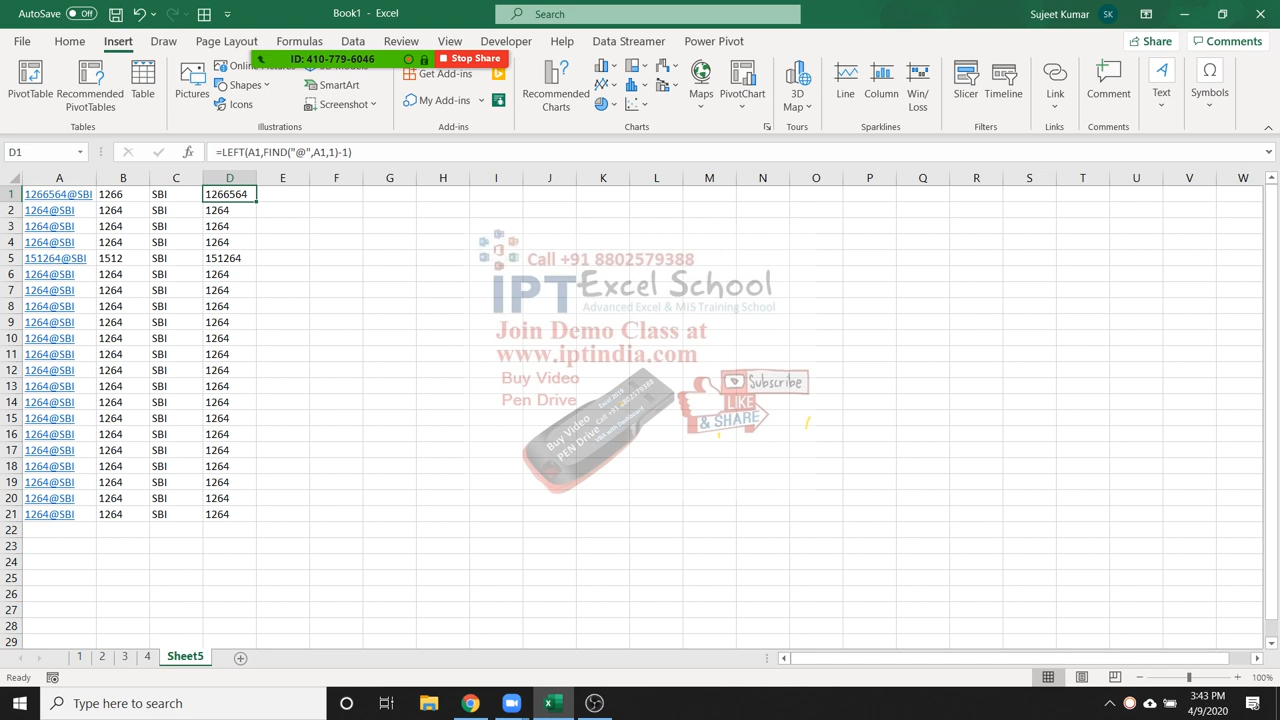 AutoSave Off Book1 - Excel Search Sujeet Kumar SK
File Home Insert Draw Page Layout Formulas Data Review View Developer Help Data Streamer Power Pivot Share Comments
ID: 410-779-6046 Stop Share
PivotTable Recommended PivotTables Table
Pictures Shapes Icons SmartArt Screenshot
Get Add-ins My Add-ins
Recommended Charts Maps PivotChart
3D Map
Line Column Win/Loss
Slicer Timeline
Link Comment Text Symbols
Tables Illustrations Add-ins Charts Tours Sparklines Filters Links Comments
D1 fx =LEFT(A1,FIND("@",A1,1)-1)
A B C D E F G H I J K L M N O P Q R S T U V W
1 1266564@SBI 1266 SBI 1266564
2 1264@SBI 1264 SBI 1264
3 1264@SBI 1264 SBI 1264
4 1264@SBI 1264 SBI 1264
5 151264@SBI 1512 SBI 151264
6 1264@SBI 1264 SBI 1264
7 1264@SBI 1264 SBI 1264
8 1264@SBI 1264 SBI 1264
9 1264@SBI 1264 SBI 1264
10 1264@SBI 1264 SBI 1264
11 1264@SBI 1264 SBI 1264
12 1264@SBI 1264 SBI 1264
13 1264@SBI 1264 SBI 1264
14 1264@SBI 1264 SBI 1264
15 1264@SBI 1264 SBI 1264
16 1264@SBI 1264 SBI 1264
17 1264@SBI 1264 SBI 1264
18 1264@SBI 1264 SBI 1264
19 1264@SBI 1264 SBI 1264
20 1264@SBI 1264 SBI 1264
21 1264@SBI 1264 SBI 1264
22
23
24
25
26
27
28
29
Call +91 8802579388
IPT Excel School
Advanced Excel & MIS Training School
Join Demo Class at
www.iptindia.com
Buy Video
Pen Drive
Buy Video
PEN Drive
Excel 2019
Call +91 8802579388
VBA with Dashboard
Subscribe
LIKE
& SHARE
1 2 3 4 Sheet5
Ready 100%
Type here to search
3:43 PM
4/9/2020